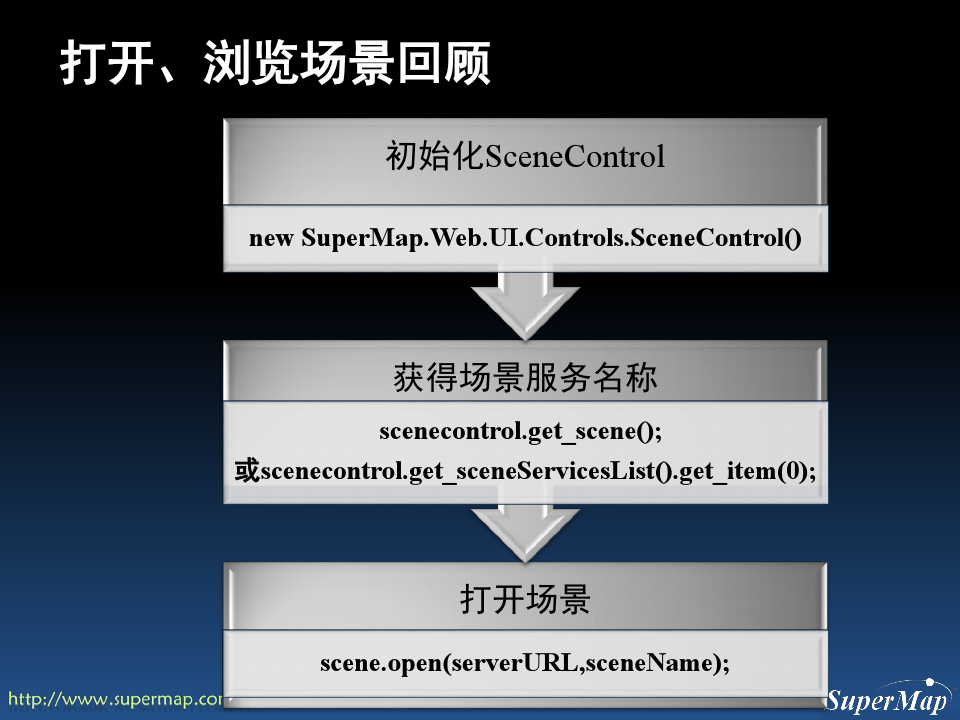 打开、浏览场景回顾
初始化SceneControl
new SuperMap.Web.UI.Controls.SceneControl()
获得场景服务名称
scenecontrol.get_scene();
或scenecontrol.get_sceneServicesList().get_item(0);
打开场景
scene.open(serverURL,sceneName);
http://www.supermap.com
SuperMap